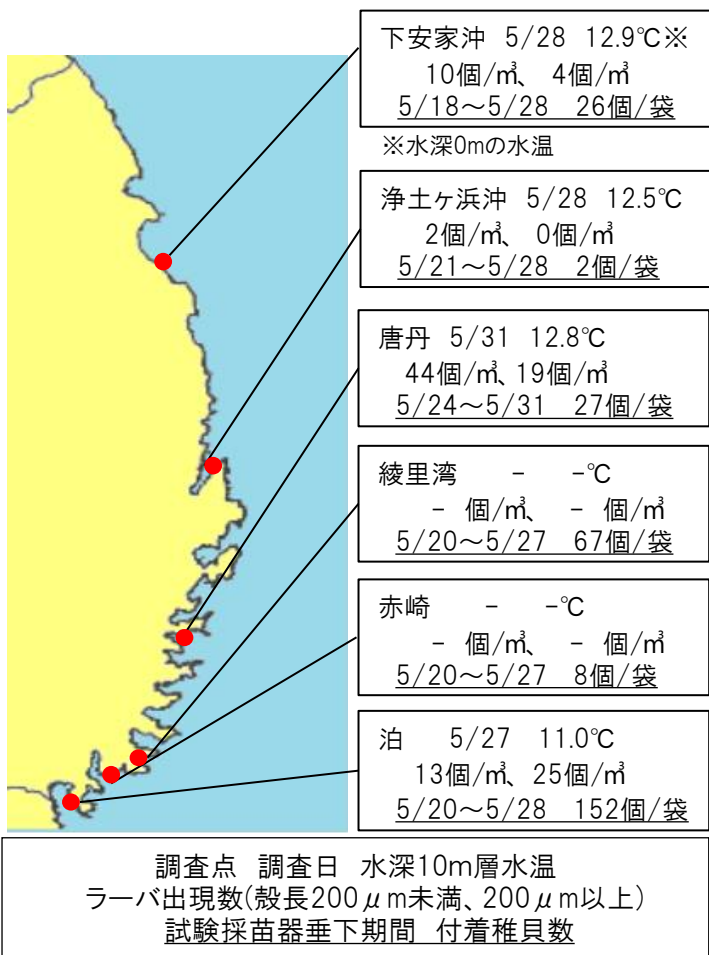 下安家沖 5/28 12.9℃※
10個/㎥、 4個/㎥
5/18～5/28 26個/袋
※水深0mの水温
浄土ヶ浜沖 5/28 12.5℃
2個/㎥、 0個/㎥
5/21～5/28 2個/袋
唐丹 5/31 12.8℃
44個/㎥、19個/㎥
5/24～5/31 27個/袋
綾里湾 - -℃
- 個/㎥、 - 個/㎥
5/20～5/27 67個/袋
赤崎 - -℃
- 個/㎥、 - 個/㎥
5/20～5/27 8個/袋
泊 5/27 11.0℃
13個/㎥、25個/㎥
5/20～5/28 152個/袋
調査点 調査日 水深10m層水温
ラーバ出現数(殻長200μm未満、200μm以上)
試験採苗器垂下期間 付着稚貝数